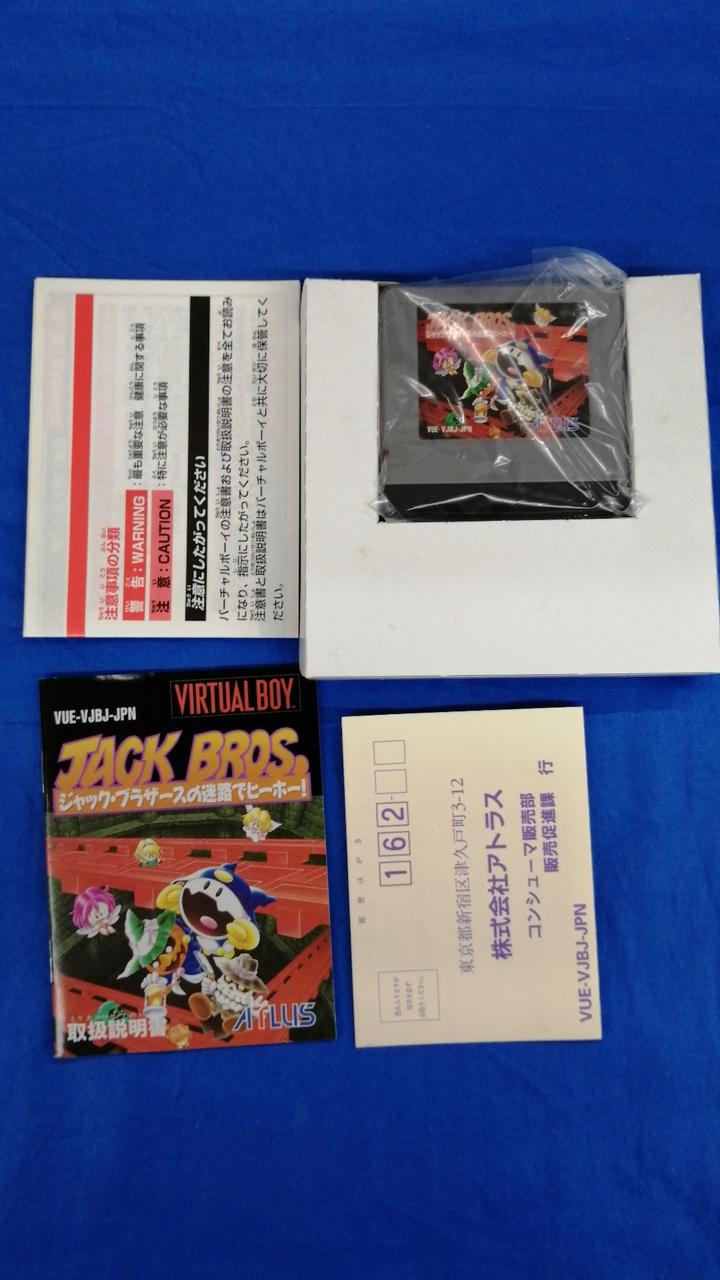 注意事項の分類
警告:WARNING :最も重要な注意 健康に関する事項
注意:CAUTION :特に注意が必要な事項
注意にしたがってください
バーチャルボーイの注意書および取扱説明書の注意を全てお読み
になり、指示にしたがってください。
注意書と取扱説明書はバーチャルボーイと共に大切に保管してく
ださい。
JACK BROS.
VUE-VJBJ-JPN
ATLUS
VUE-VJBJ-JPN
VIRTUAL BOY
JACK BROS.
ジャック・ブラザースの迷路でヒーホー!
取扱説明書
ATLUS
郵便はがき
162-
東京都新宿区津久戸町3-12
株式会社アトラス
コンシューマ販売部
販売促進課 行
VUE-VJBJ-JPN